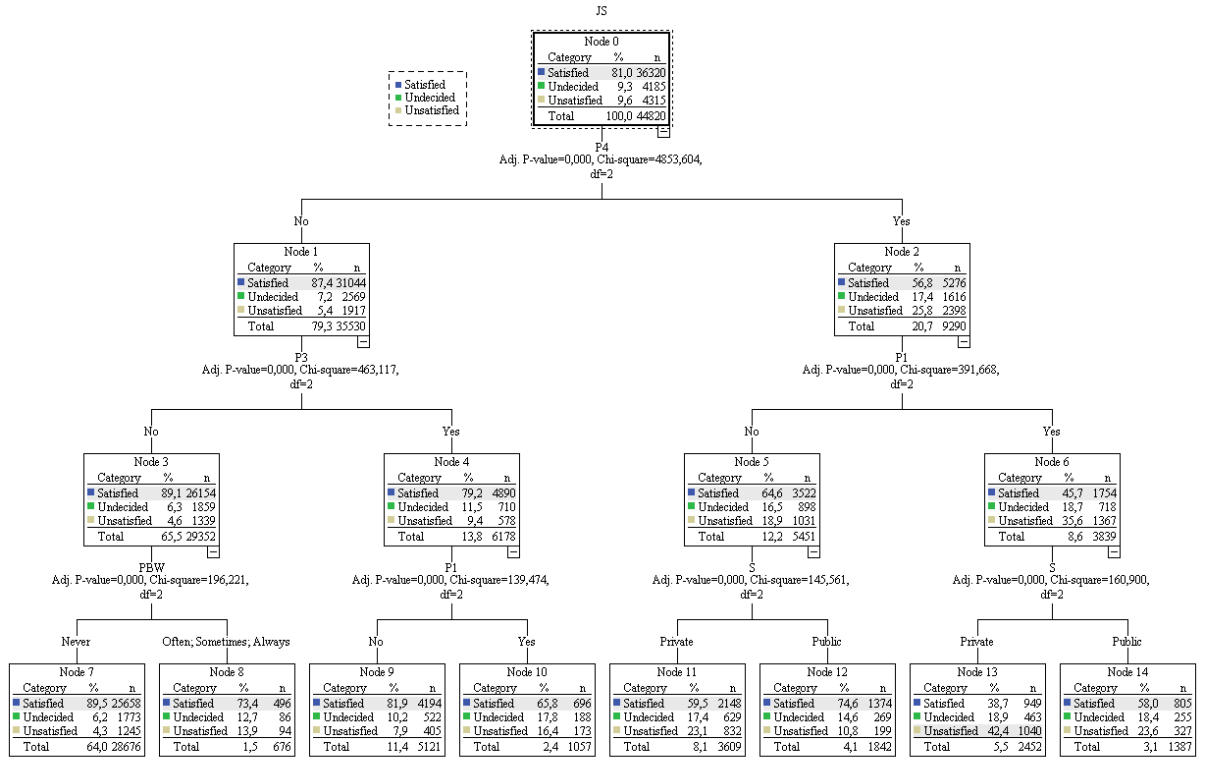 JS
Satisfied
Undecided
Unsatisfied
Node 0
Category % n
Satisfied 81,0 36320
Undecided 9,3 4185
Unsatisfied 9,6 4315
Total 100,0 44820
P4
Adj. P-value=0,000, Chi-square=4853,604,
df=2
No
Yes
Node 1
Category % n
Satisfied 87,4 31044
Undecided 7,2 2569
Unsatisfied 5,4 1917
Total 79,3 35530
Node 2
Category % n
Satisfied 56,8 5276
Undecided 17,4 1616
Unsatisfied 25,8 2398
Total 20,7 9290
P3
Adj. P-value=0,000, Chi-square=463,117,
df=2
P1
Adj. P-value=0,000, Chi-square=391,668,
df=2
No
Yes
No
Yes
Node 3
Category % n
Satisfied 89,1 26154
Undecided 6,3 1859
Unsatisfied 4,6 1339
Total 65,5 29352
Node 4
Category % n
Satisfied 79,2 4890
Undecided 11,5 710
Unsatisfied 9,4 578
Total 13,8 6178
Node 5
Category % n
Satisfied 64,6 3522
Undecided 16,5 898
Unsatisfied 18,9 1031
Total 12,2 5451
Node 6
Category % n
Satisfied 45,7 1754
Undecided 18,7 718
Unsatisfied 35,6 1367
Total 8,6 3839
PBW
Adj. P-value=0,000, Chi-square=196,221,
df=2
P1
Adj. P-value=0,000, Chi-square=139,474,
df=2
S
Adj. P-value=0,000, Chi-square=145,561,
df=2
S
Adj. P-value=0,000, Chi-square=160,900,
df=2
Never
Often; Sometimes; Always
No
Yes
Private
Public
Private
Public
Node 7
Category % n
Satisfied 89,5 25658
Undecided 6,2 1773
Unsatisfied 4,3 1245
Total 64,0 28676
Node 8
Category % n
Satisfied 73,4 496
Undecided 12,7 86
Unsatisfied 13,9 94
Total 1,5 676
Node 9
Category % n
Satisfied 81,9 4194
Undecided 10,2 522
Unsatisfied 7,9 405
Total 11,4 5121
Node 10
Category % n
Satisfied 65,8 696
Undecided 17,8 188
Unsatisfied 16,4 173
Total 2,4 1057
Node 11
Category % n
Satisfied 59,5 2148
Undecided 17,4 629
Unsatisfied 23,1 832
Total 8,1 3609
Node 12
Category % n
Satisfied 74,6 1374
Undecided 14,6 269
Unsatisfied 10,8 199
Total 4,1 1842
Node 13
Category % n
Satisfied 38,7 949
Undecided 18,9 463
Unsatisfied 42,4 1040
Total 5,5 2452
Node 14
Category % n
Satisfied 58,0 805
Undecided 18,4 255
Unsatisfied 23,6 327
Total 3,1 1387